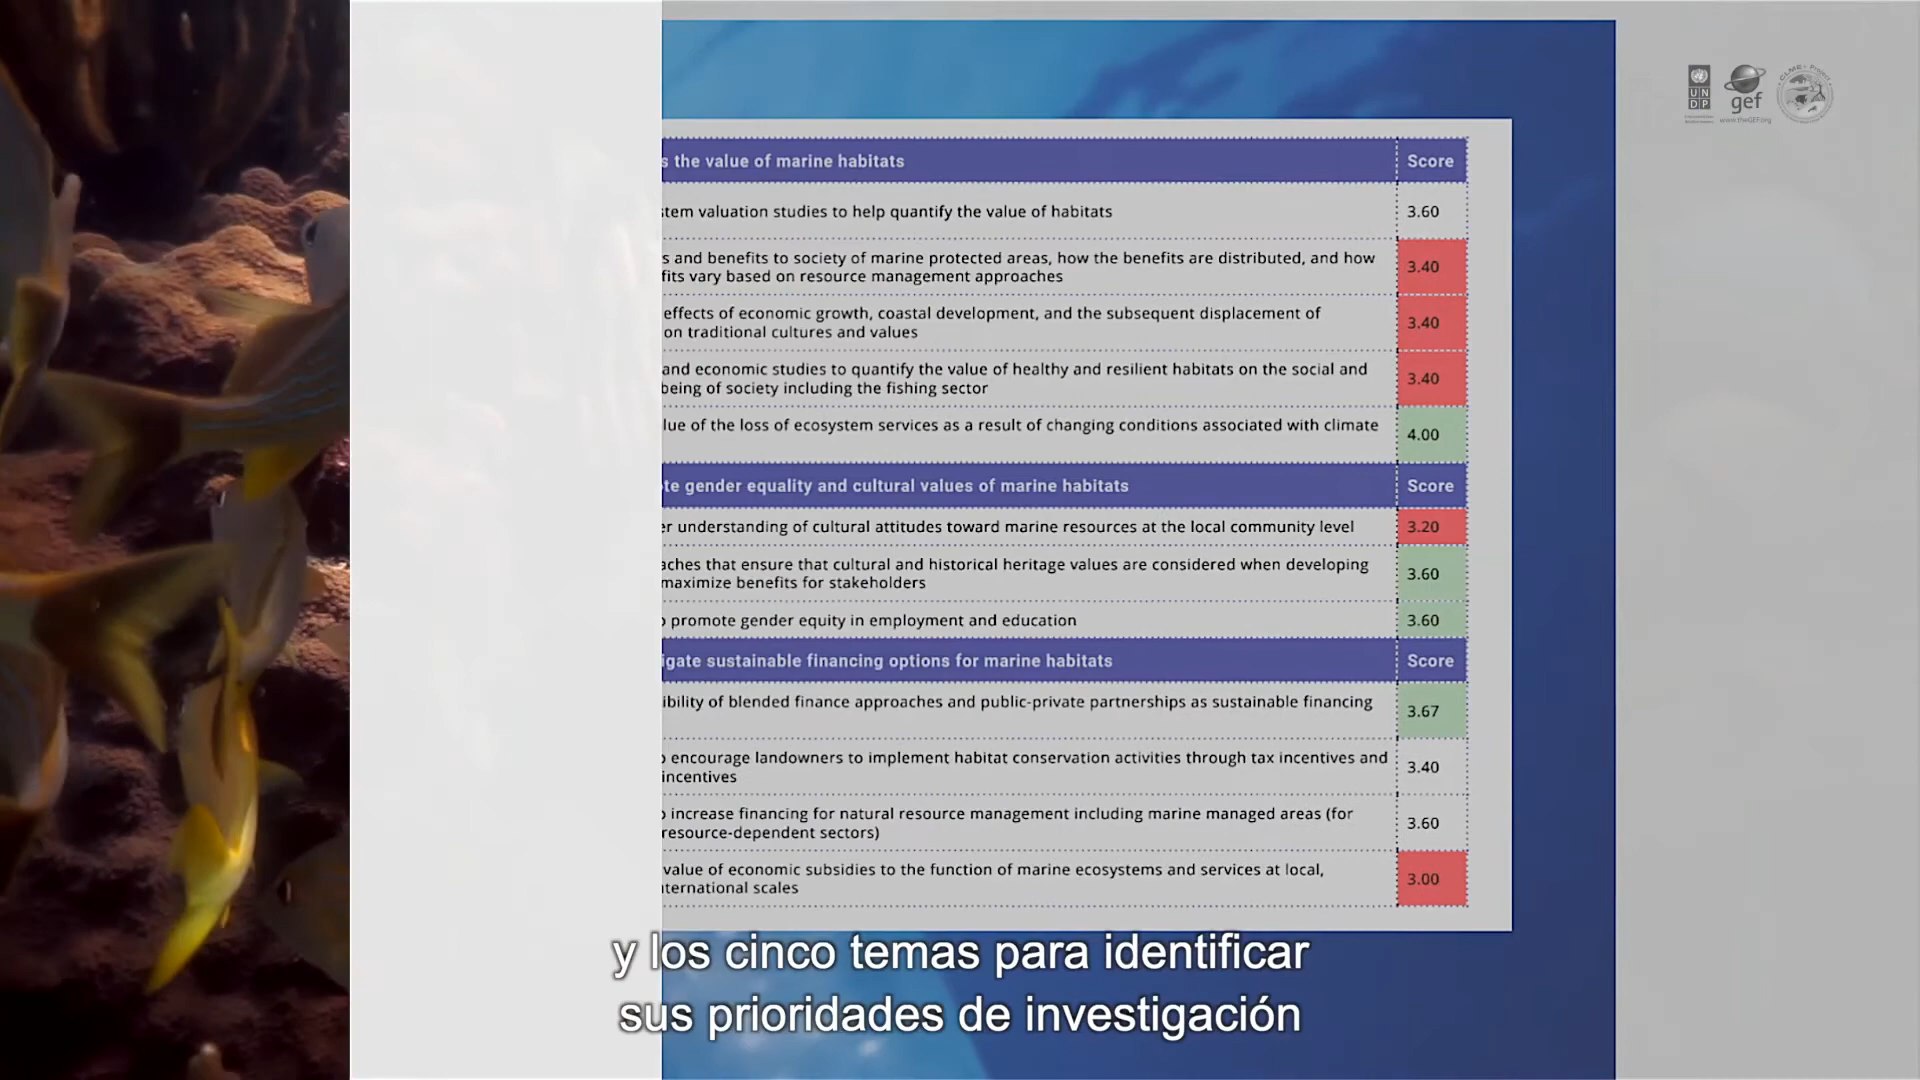 s the value of marine habitats Score
stem valuation studies to help quantify the value of habitats 3.60
s and benefits to society of marine protected areas, how the benefits are distributed, and how
fits vary based on resource management approaches 3.40
effects of economic growth, coastal development, and the subsequent displacement of
on traditional cultures and values 3.40
and economic studies to quantify the value of healthy and resilient habitats on the social and
being of society including the fishing sector 3.40
lue of the loss of ecosystem services as a result of changing conditions associated with climate 4.00
te gender equality and cultural values of marine habitats Score
er understanding of cultural attitudes toward marine resources at the local community level 3.20
aches that ensure that cultural and historical heritage values are considered when developing
maximize benefits for stakeholders 3.60
o promote gender equity in employment and education 3.60
igate sustainable financing options for marine habitats Score
ibility of blended finance approaches and public-private partnerships as sustainable financing 3.67
o encourage landowners to implement habitat conservation activities through tax incentives and
incentives 3.40
o increase financing for natural resource management including marine managed areas (for
resource-dependent sectors) 3.60
value of economic subsidies to the function of marine ecosystems and services at local,
nternational scales 3.00
y los cinco temas para identificar
sus prioridades de investigación
U N
D P
gef
www.theGEF.org
CLME+ Project